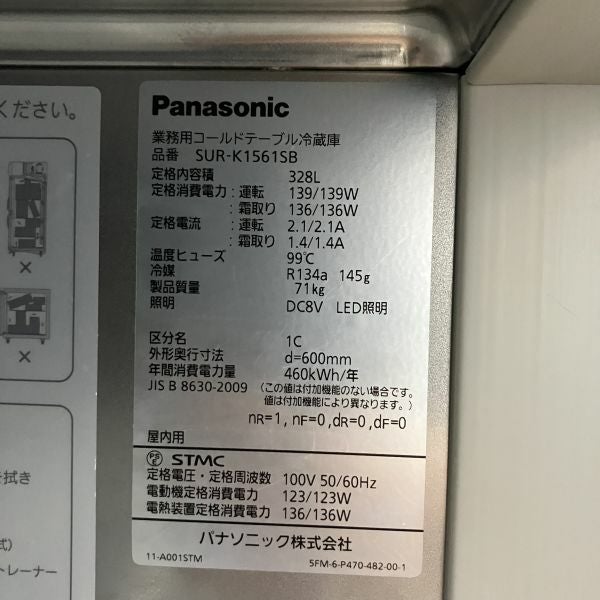 ください。
×
×
を拭き
式)
トレーナー
Panasonic
業務用コールドテーブル冷蔵庫
品番 SUR-K1561SB
定格内容積 328L
定格消費電力:運転 139/139W
:霜取り 136/136W
定格電流 :運転 2.1/2.1A
:霜取り 1.4/1.4A
温度ヒューズ 99℃
冷媒 R134a 145g
製品質量 71kg
照明 DC8V LED照明
区分名 1C
外形奥行寸法 d=600mm
年間消費電力量 460kWh/年
JIS B 8630-2009 (この値は付加機能のない場合です。
値は付加機能により異なります。)
nR=1, nF=0,dR=0,dF=0
屋内用
PSE STMC
定格電圧・定格周波数 100V 50/60Hz
電動機定格消費電力 123/123W
電熱装置定格消費電力 136/136W
パナソニック株式会社
11-A001STM 5FM-6-P470-482-00-1